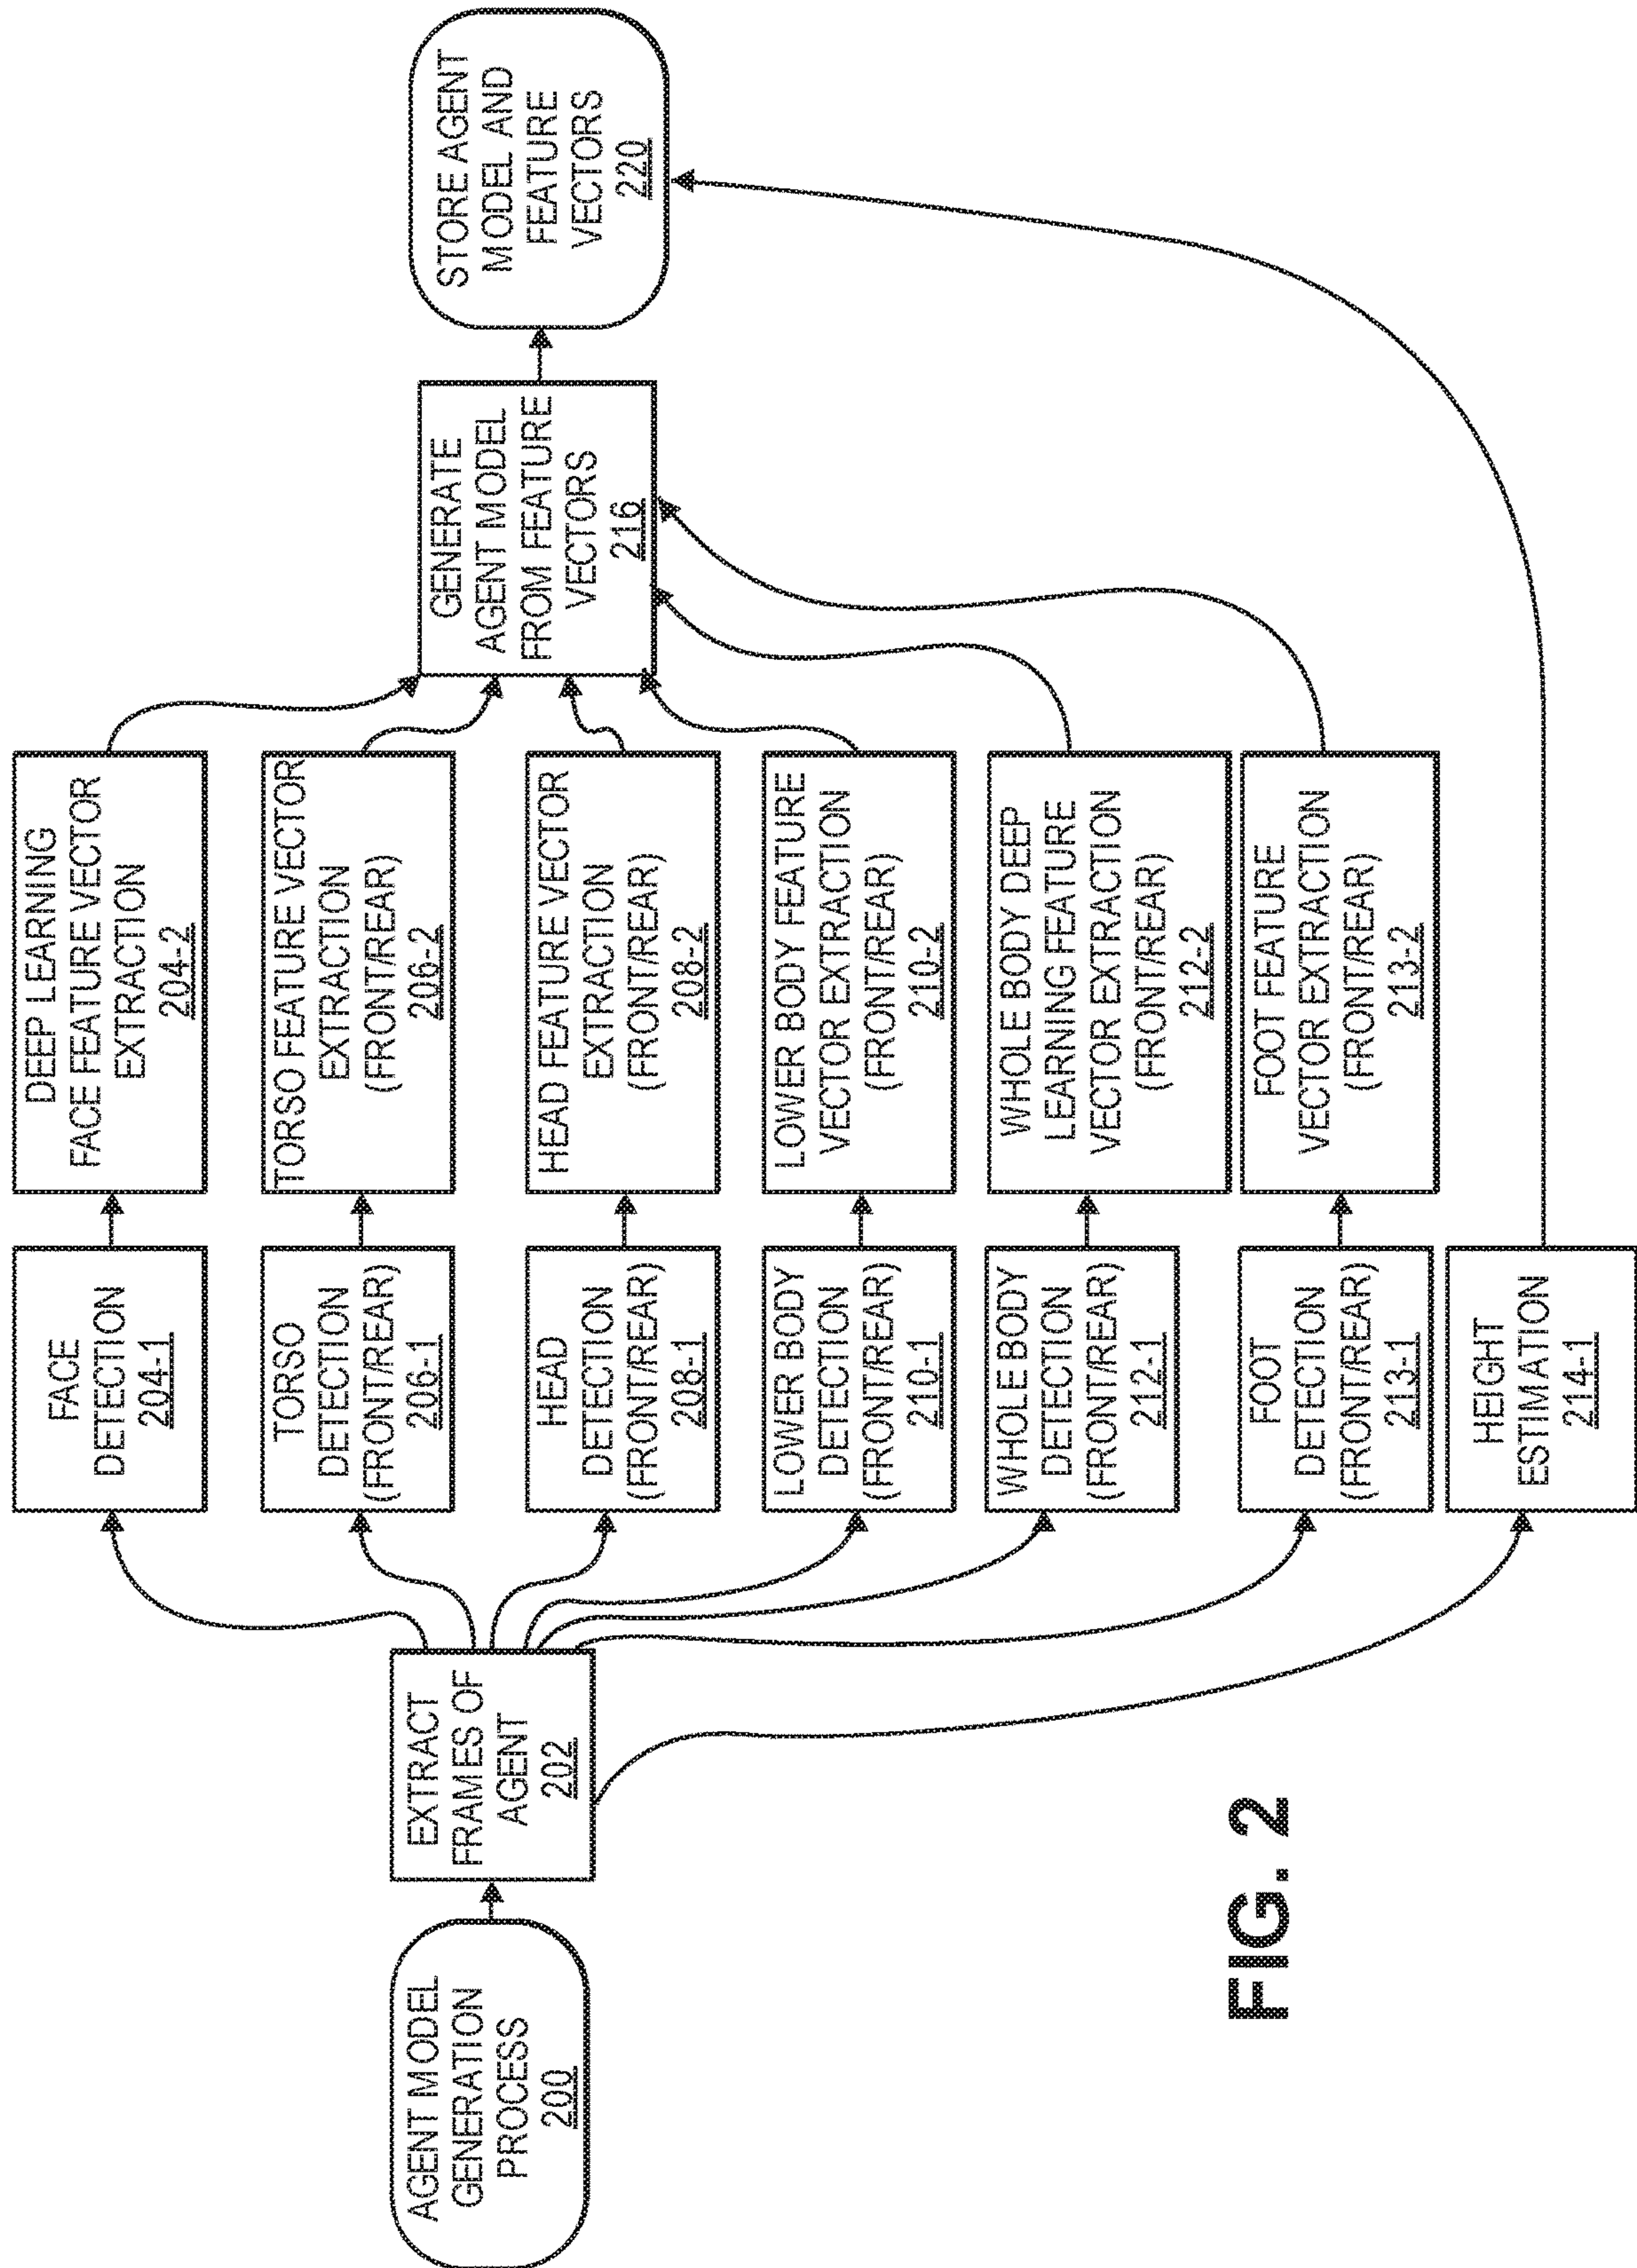 AGENT MODEL
GENERATION
PROCESS
200
EXTRACT
FRAMES OF
AGENT
202
FACE
DETECTION
204-1
DEEP LEARNING
FACE FEATURE VECTOR
EXTRACTION
204-2
TORSO
DETECTION
(FRONT/REAR)
206-1
TORSO FEATURE VECTOR
EXTRACTION
(FRONT/REAR)
206-2
HEAD
DETECTION
(FRONT/REAR)
208-1
HEAD FEATURE VECTOR
EXTRACTION
(FRONT/REAR)
208-2
LOWER BODY
DETECTION
(FRONT/REAR)
210-1
LOWER BODY FEATURE
VECTOR EXTRACTION
(FRONT/REAR)
210-2
WHOLE BODY
DETECTION
(FRONT/REAR)
212-1
WHOLE BODY DEEP
LEARNING FEATURE
VECTOR EXTRACTION
(FRONT/REAR)
212-2
FOOT
DETECTION
(FRONT/REAR)
213-1
FOOT FEATURE
VECTOR EXTRACTION
(FRONT/REAR)
213-2
HEIGHT
ESTIMATION
214-1
GENERATE
AGENT MODEL
FROM FEATURE
VECTORS
216
STORE AGENT
MODEL AND
FEATURE
VECTORS
220
FIG. 2